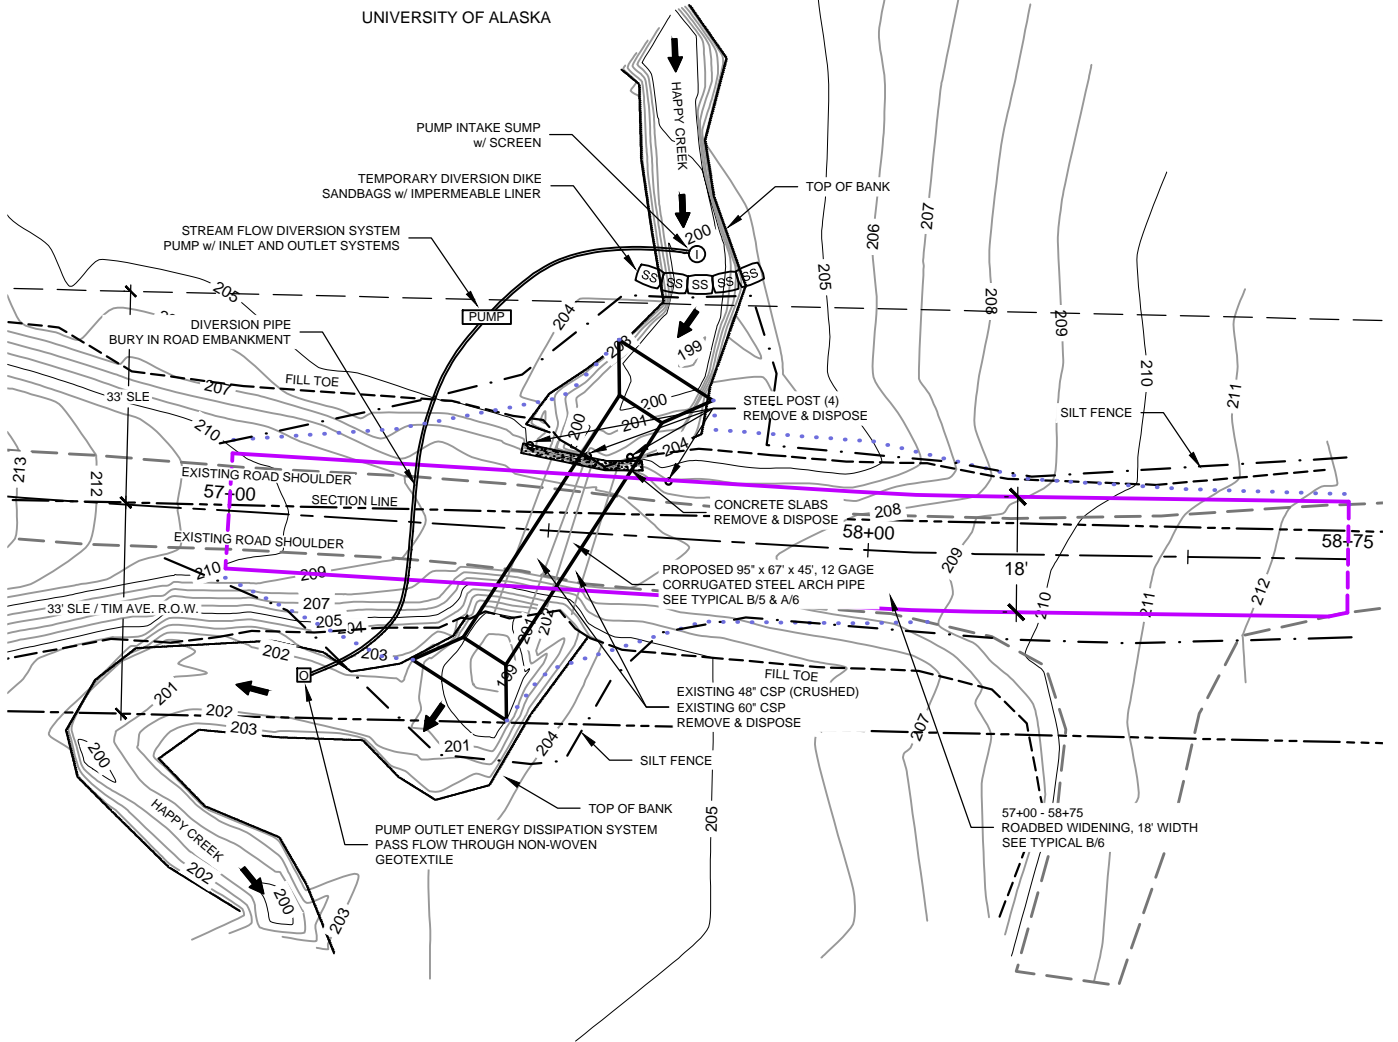 UNIVERSITY OF ALASKA
HAPPY CREEK
PUMP INTAKE SUMP
w/ SCREEN
TEMPORARY DIVERSION DIKE
SANDBAGS w/ IMPERMEABLE LINER
TOP OF BANK
STREAM FLOW DIVERSION SYSTEM
PUMP w/ INLET AND OUTLET SYSTEMS
200
I
SS
SS
SS
SS
SS
902
207
205
208
209
210
211
205
PUMP
204
DIVERSION PIPE
BURY IN ROAD EMBANKMENT
199
203
FILL TOE
207
33' SLE
200
201
200
204
STEEL POST (4)
REMOVE & DISPOSE
SILT FENCE
210
213
212
EXISTING ROAD SHOULDER
57+00
SECTION LINE
CONCRETE SLABS
REMOVE & DISPOSE
208
58+00
58+75
EXISTING ROAD SHOULDER
210
209
PROPOSED 95" x 67' x 45', 12 GAGE
CORRUGATED STEEL ARCH PIPE
SEE TYPICAL B/5 & A/6
209
18'
210
211
212
33' SLE / TIM AVE. R.O.W.
207
205
04
202
203
201
202
199
O
201
202
203
FILL TOE
EXISTING 48" CSP (CRUSHED)
EXISTING 60" CSP
REMOVE & DISPOSE
207
201
204
SILT FENCE
200
TOP OF BANK
205
57+00 - 58+75
ROADBED WIDENING, 18' WIDTH
SEE TYPICAL B/6
PUMP OUTLET ENERGY DISSIPATION SYSTEM
PASS FLOW THROUGH NON-WOVEN
GEOTEXTILE
HAPPY CREEK
202
200
203